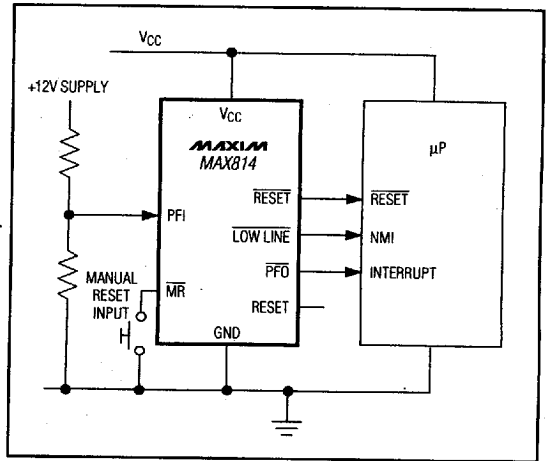 VCC
+12V SUPPLY
VCC
MAXIM
MAX814
µP
RESET
RESET
PFI
LOW LINE
NMI
PFO
INTERRUPT
MANUAL
RESET
INPUT
MR
RESET
GND